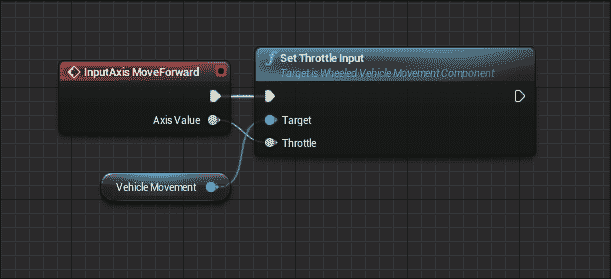 InputAxis MoveForward
Axis Value
Vehicle Movement
Set Throttle Input
Target is Wheeled Vehicle Movement Component
Target
Throttle